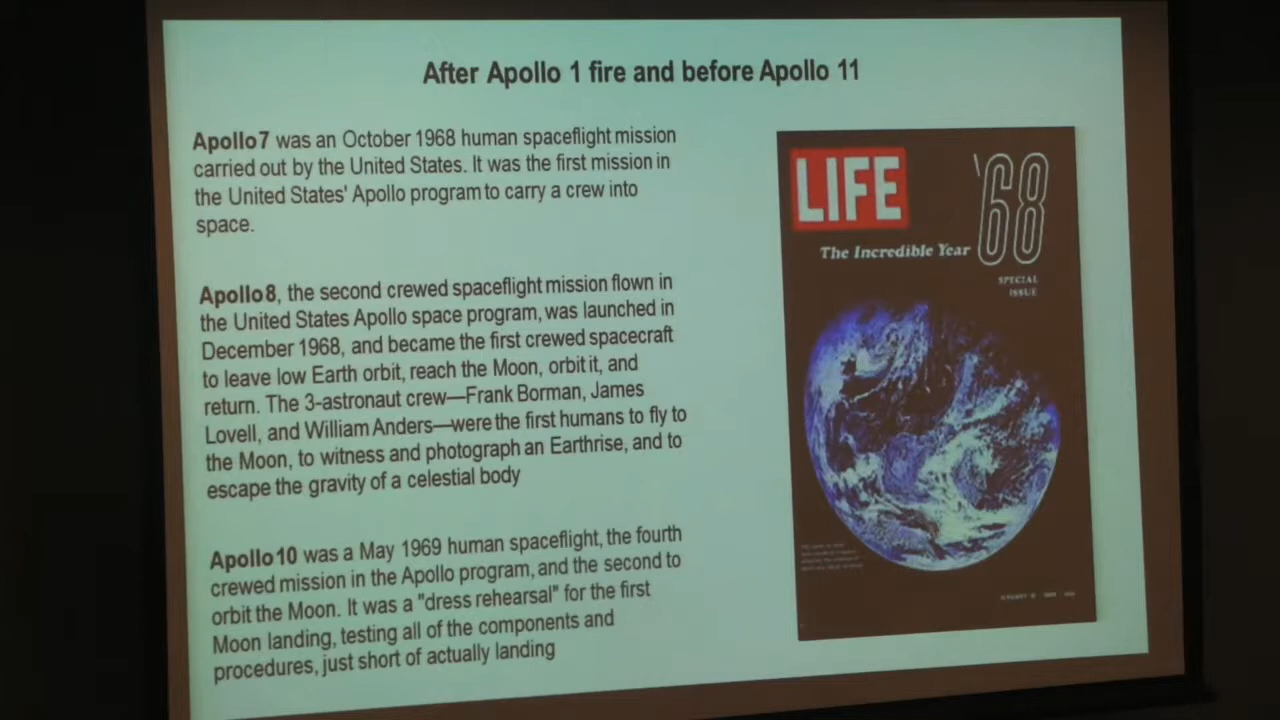 After Apollo 1 fire and before Apollo 11
Apollo 7 was an October 1968 human spaceflight mission
carried out by the United States. It was the first mission in
the United States' Apollo program to carry a crew into
space.
Apollo 8, the second crewed spaceflight mission flown in
the United States Apollo space program, was launched in
December 1968, and became the first crewed spacecraft
to leave low Earth orbit, reach the Moon, orbit it, and
return. The 3-astronaut crew—Frank Borman, James
Lovell, and William Anders—were the first humans to fly to
the Moon, to witness and photograph an Earthrise, and to
escape the gravity of a celestial body
Apollo 10 was a May 1969 human spaceflight, the fourth
crewed mission in the Apollo program, and the second to
orbit the Moon. It was a "dress rehearsal" for the first
Moon landing, testing all of the components and
procedures, just short of actually landing
LIFE
'68
The Incredible Year
SPECIAL
ISSUE